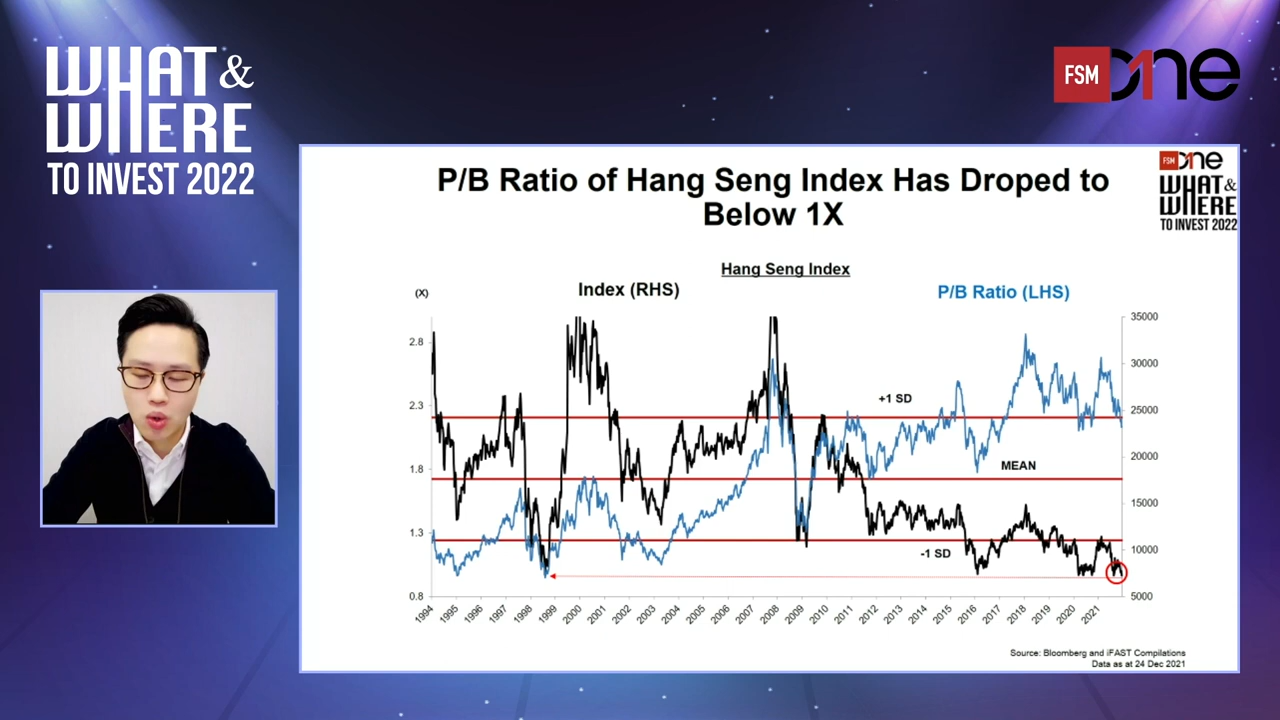 WHAT &
WHERE
TO INVEST 2022
FSM One
FSM One
WHAT &
WHERE
TO INVEST 2022
P/B Ratio of Hang Seng Index Has Droped to
Below 1X
Hang Seng Index
Index (RHS)
P/B Ratio (LHS)
(X)
2.8
2.3
1.8
1.3
0.8
35000
30000
25000
20000
15000
10000
5000
+1 SD
MEAN
-1 SD
1994 1995 1996 1997 1998 1999 2000 2001 2002 2003 2004 2005 2006 2007 2008 2009 2010 2011 2012 2013 2014 2015 2016 2017 2018 2019 2020 2021
Source: Bloomberg and iFAST Compilations
Data as at 24 Dec 2021